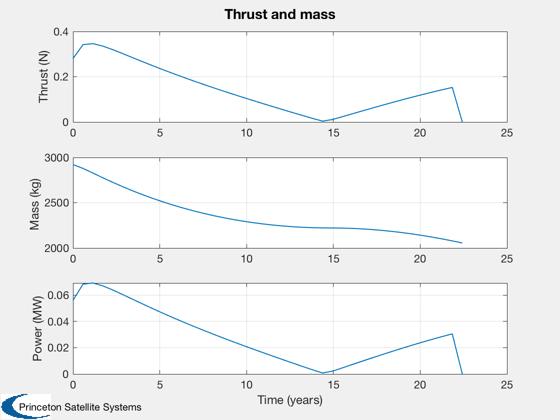 Thrust and mass
Thrust (N)
0.4
0.2
0
0 5 10 15 20 25
Mass (kg)
3000
2500
2000
0 5 10 15 20 25
Power (MW)
0.06
0.04
0.02
0
0 5 10 15 20 25
Time (years)
Princeton Satellite Systems